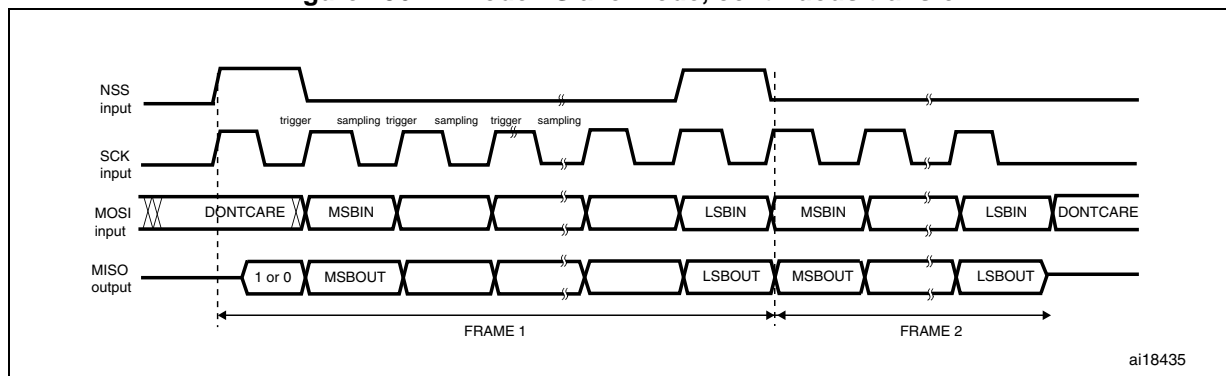 NSS
input
trigger sampling trigger sampling trigger sampling
SCK
input
MOSI
input
DONTCARE MSBIN LSBIN MSBIN LSBIN DONTCARE
MISO
output
1 or 0 MSBOUT LSBOUT MSBOUT LSBOUT
FRAME 1 FRAME 2
ai18435